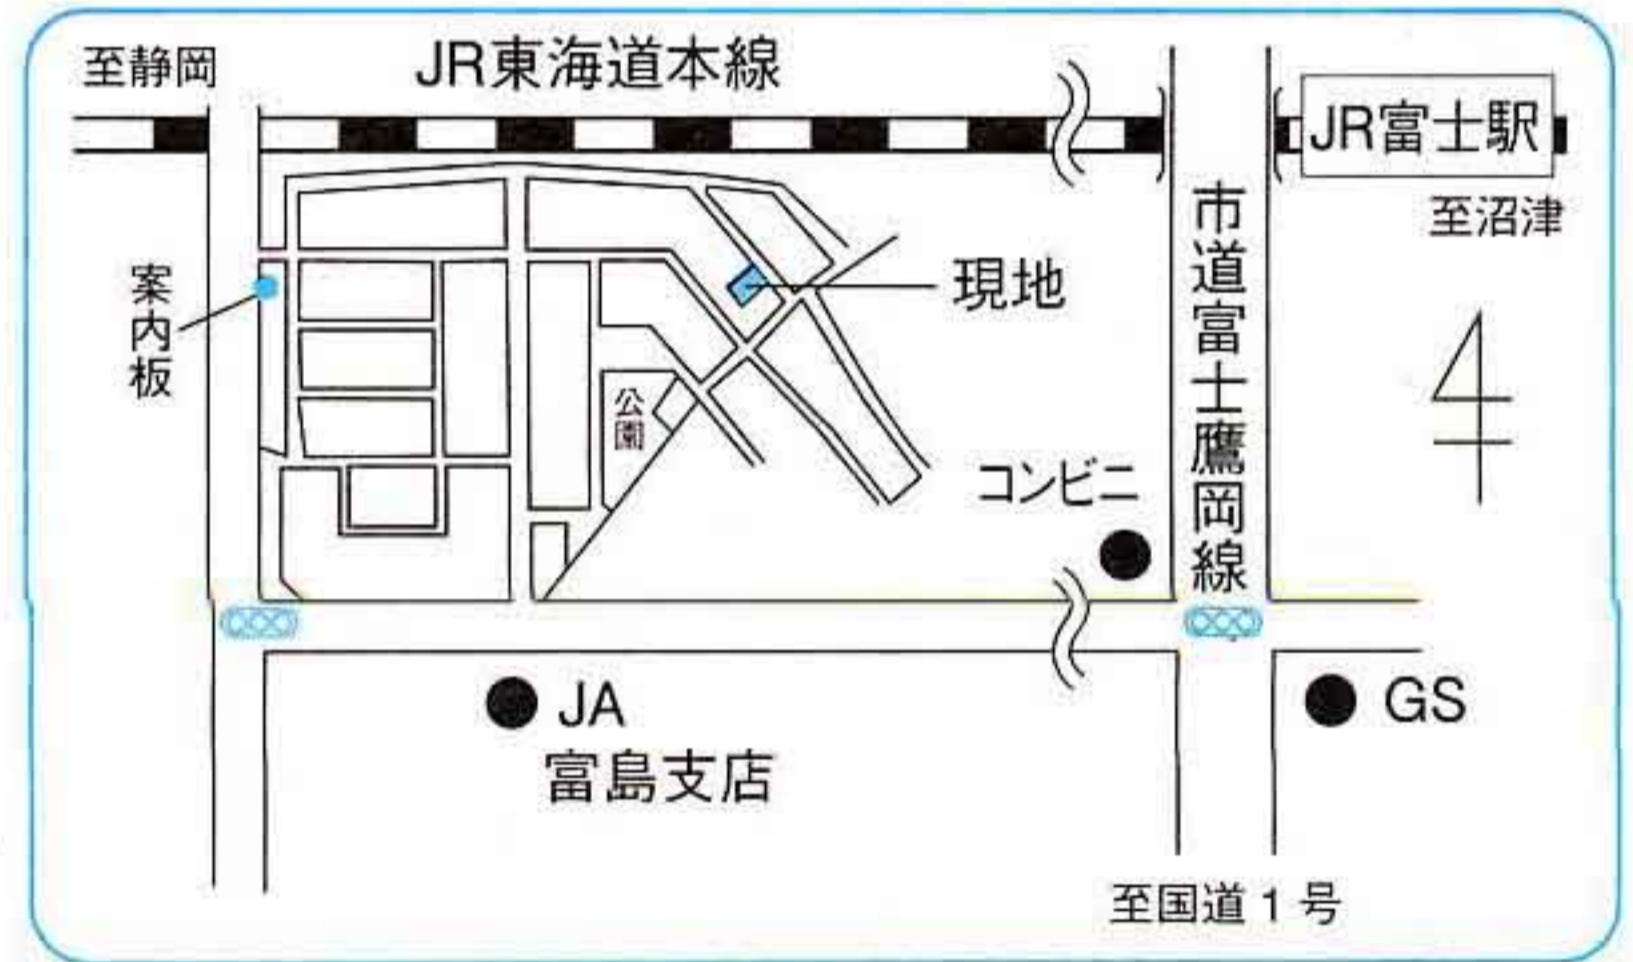 至静岡
JR東海道本線
JR富士駅
至沼津
市道富士鷹岡線
案内板
現地
公園
コンビニ
JA
富島支店
GS
至国道1号